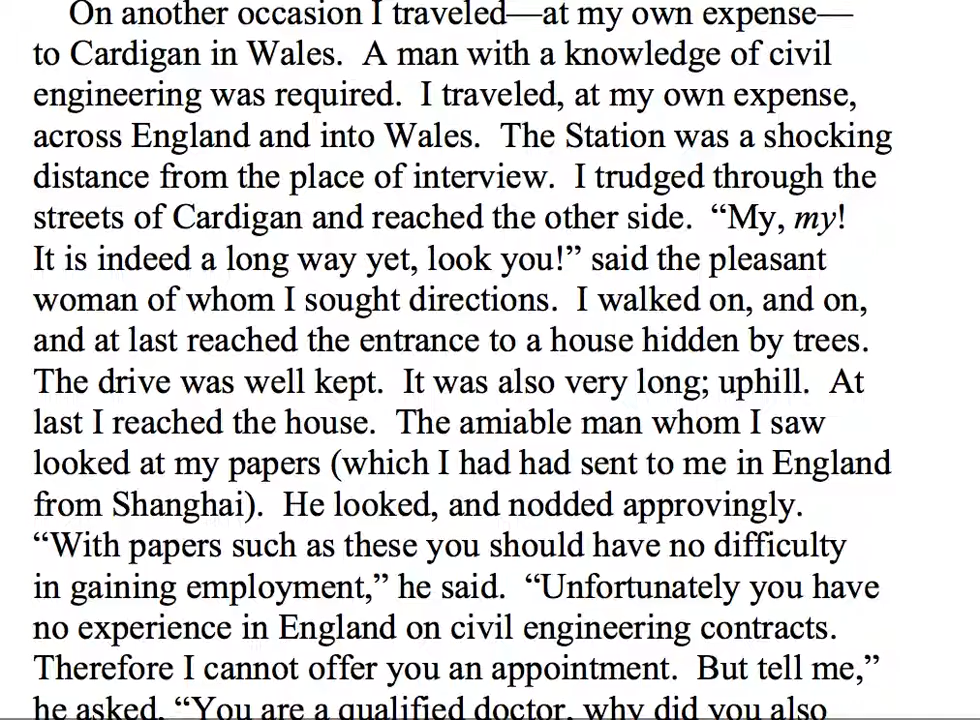 On another occasion I traveled—at my own expense—
to Cardigan in Wales. A man with a knowledge of civil
engineering was required. I traveled, at my own expense,
across England and into Wales. The Station was a shocking
distance from the place of interview. I trudged through the
streets of Cardigan and reached the other side. “My, my!
It is indeed a long way yet, look you!” said the pleasant
woman of whom I sought directions. I walked on, and on,
and at last reached the entrance to a house hidden by trees.
The drive was well kept. It was also very long; uphill. At
last I reached the house. The amiable man whom I saw
looked at my papers (which I had had sent to me in England
from Shanghai). He looked, and nodded approvingly.
“With papers such as these you should have no difficulty
in gaining employment,” he said. “Unfortunately you have
no experience in England on civil engineering contracts.
Therefore I cannot offer you an appointment. But tell me,”
he asked, “You are a qualified doctor, why did you also